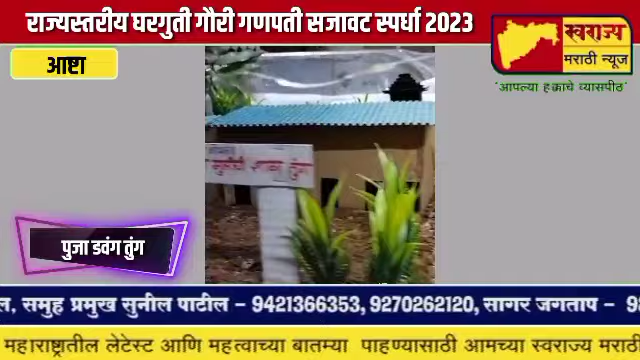 राज्यस्तरीय घरगुती गौरी गणपती सजावट स्पर्धा 2023
स्वराज्य
मराठी न्यूज
"आपल्या हक्काचे व्यासपीठ"
आष्टा
तुंग
पुजा डवंग तुंग
ल, समुह प्रमुख सुनील पाटील – 9421366353, 9270262120, सागर जगताप –
महाराष्ट्रातील लेटेस्ट आणि महत्वाच्या बातम्या पाहण्यासाठी आमच्या स्वराज्य मराठी